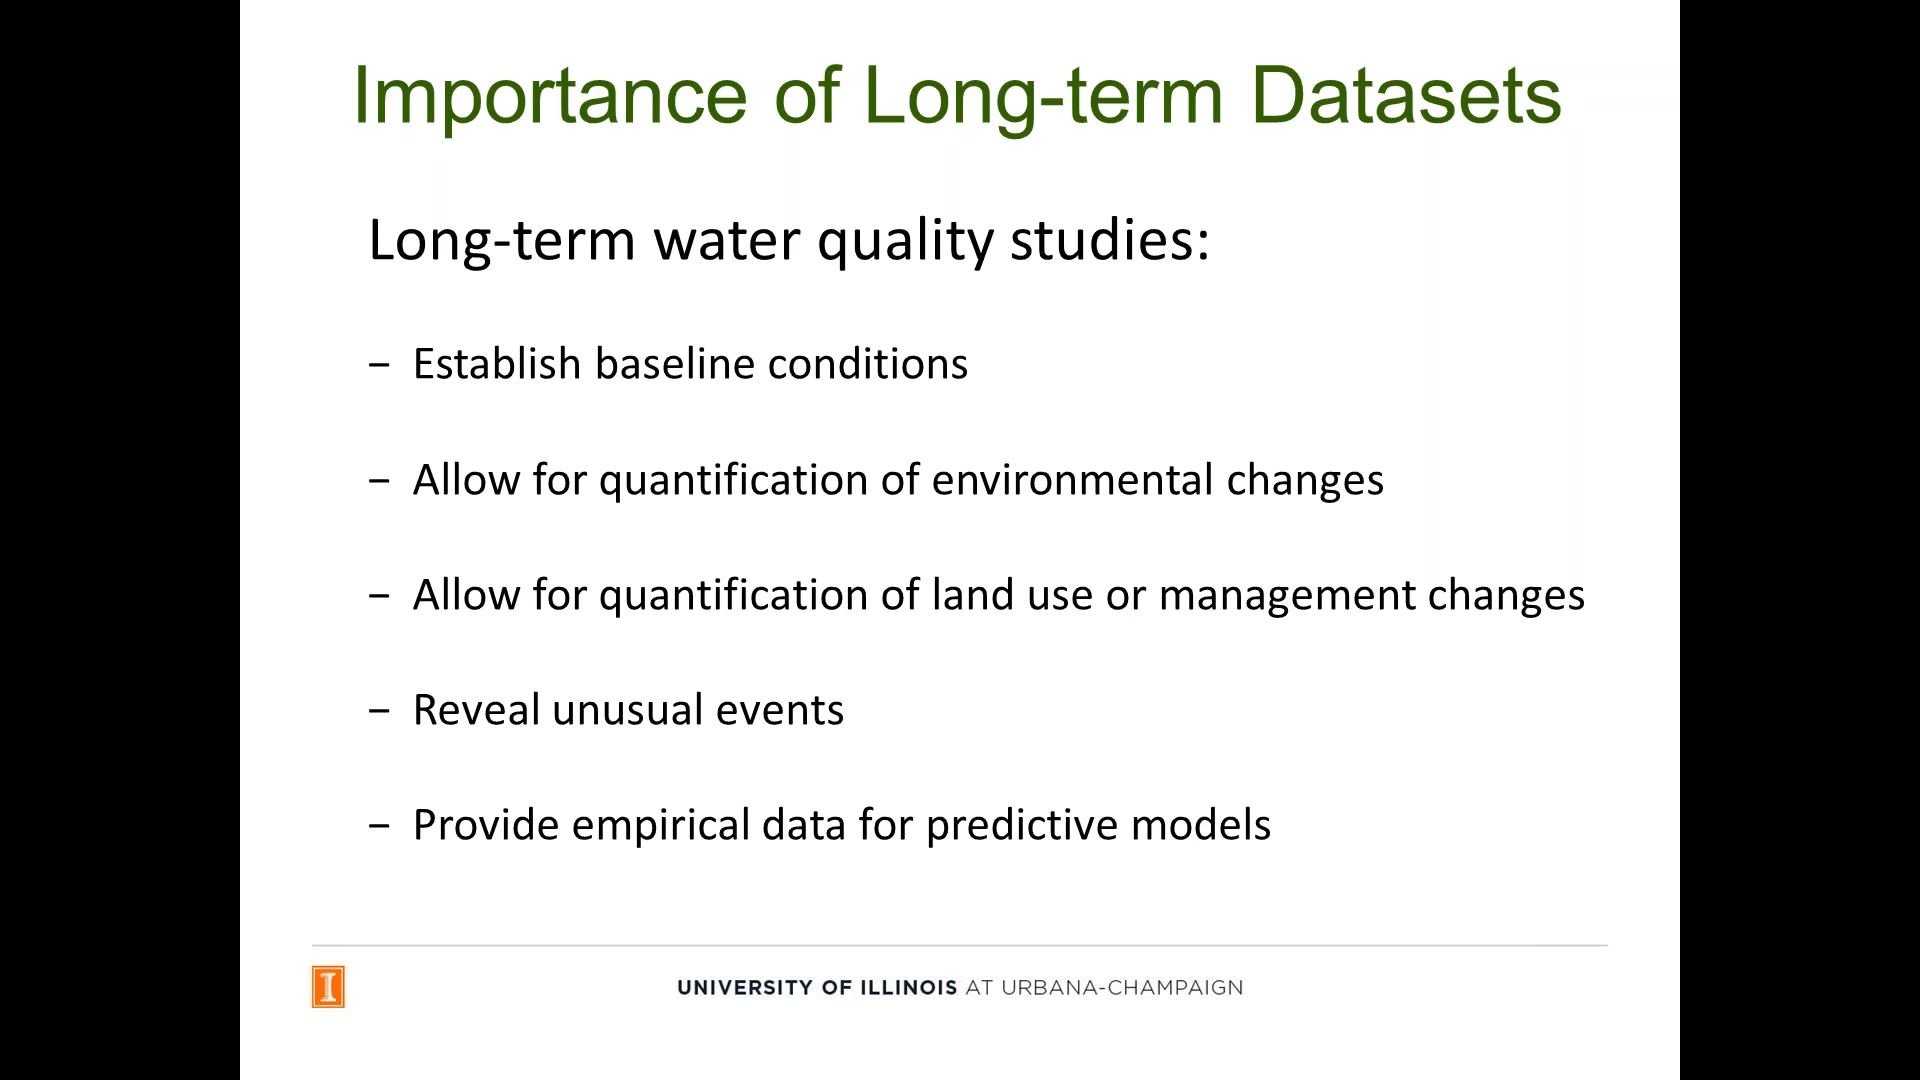 Importance of Long-term Datasets
Long-term water quality studies:
– Establish baseline conditions
– Allow for quantification of environmental changes
– Allow for quantification of land use or management changes
– Reveal unusual events
– Provide empirical data for predictive models
I
UNIVERSITY OF ILLINOIS AT URBANA-CHAMPAIGN